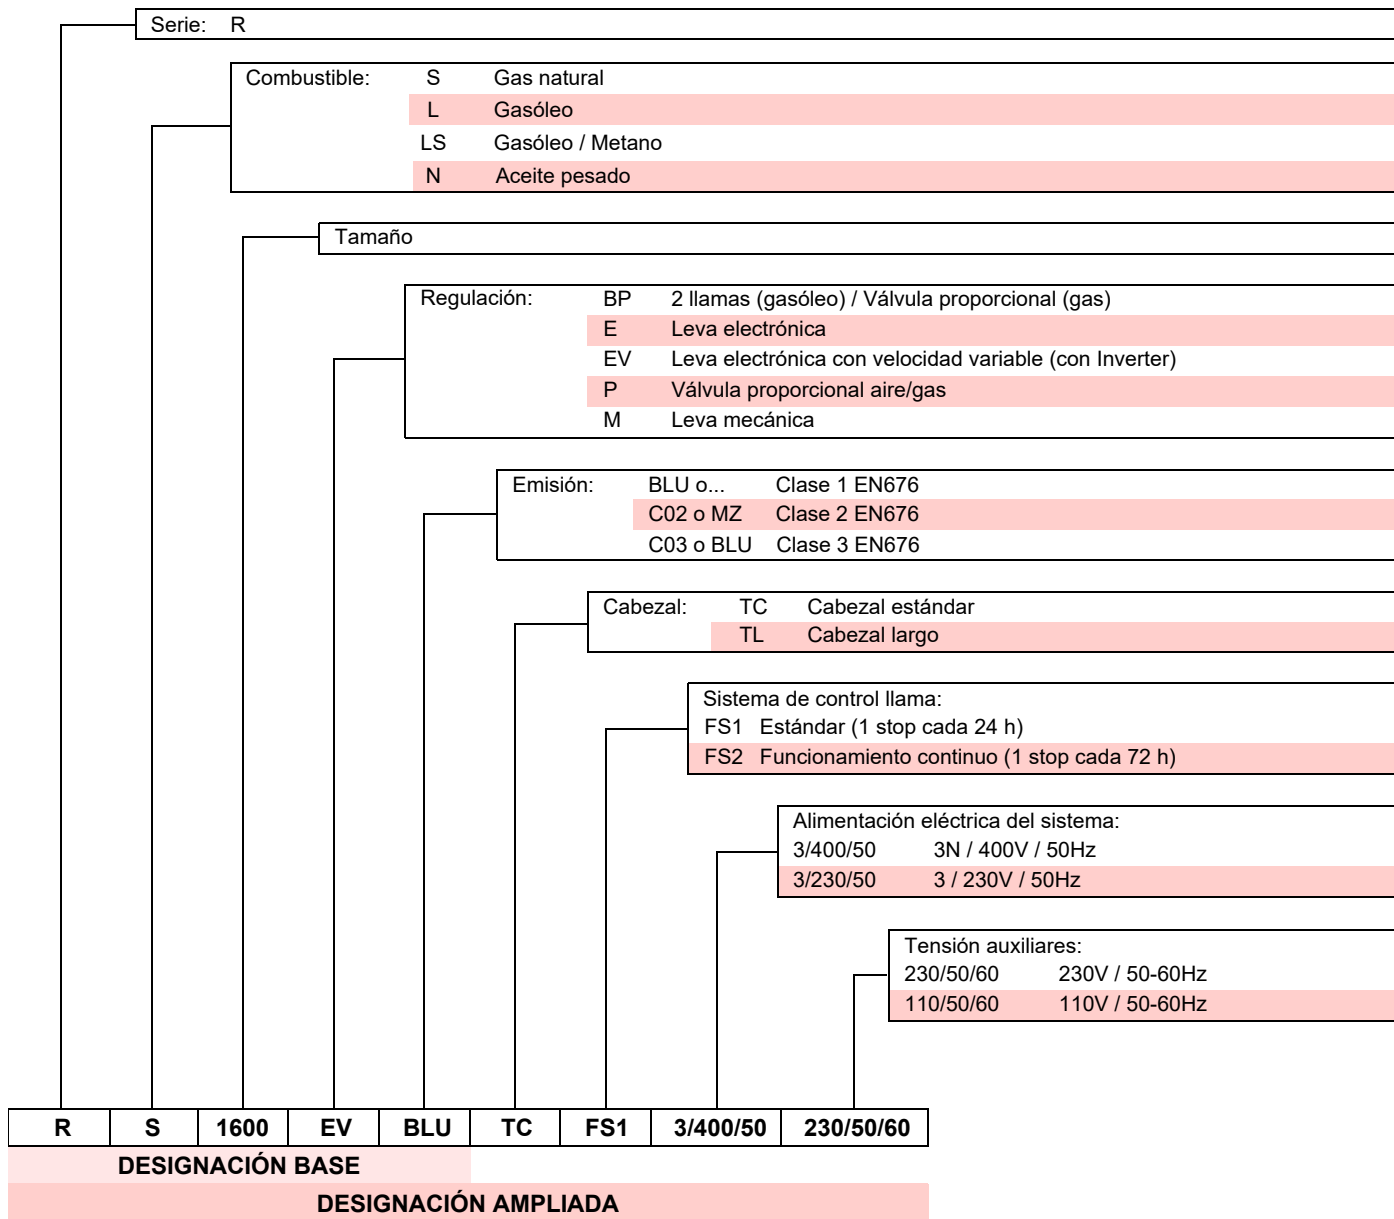 Serie: R
Combustible: S Gas natural
L Gasóleo
LS Gasóleo / Metano
N Aceite pesado
Tamaño
Regulación: BP 2 llamas (gasóleo) / Válvula proporcional (gas)
E Leva electrónica
EV Leva electrónica con velocidad variable (con Inverter)
P Válvula proporcional aire/gas
M Leva mecánica
Emisión: BLU o... Clase 1 EN676
C02 o MZ Clase 2 EN676
C03 o BLU Clase 3 EN676
Cabezal: TC Cabezal estándar
TL Cabezal largo
Sistema de control llama:
FS1 Estándar (1 stop cada 24 h)
FS2 Funcionamiento continuo (1 stop cada 72 h)
Alimentación eléctrica del sistema:
3/400/50 3N / 400V / 50Hz
3/230/50 3 / 230V / 50Hz
Tensión auxiliares:
230/50/60 230V / 50-60Hz
110/50/60 110V / 50-60Hz
R S 1600 EV BLU TC FS1 3/400/50 230/50/60
DESIGNACIÓN BASE
DESIGNACIÓN AMPLIADA